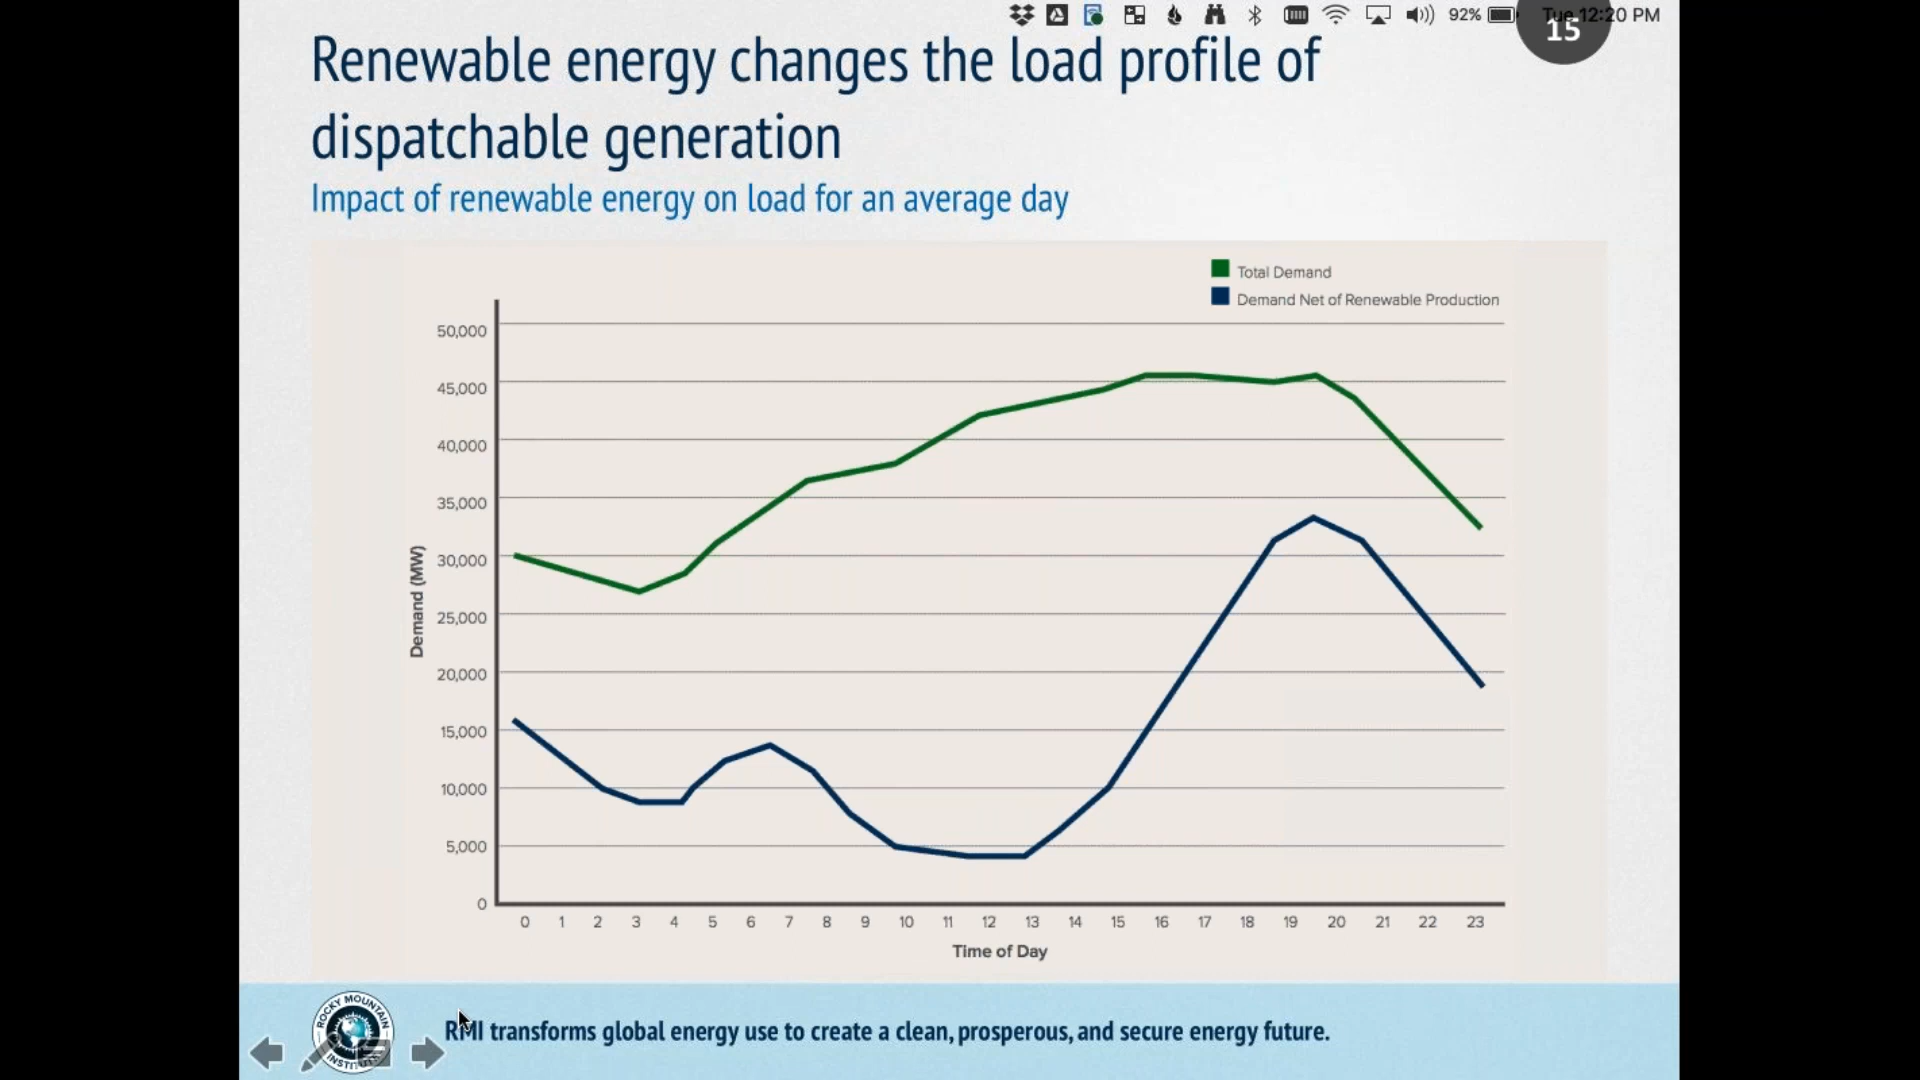 92%
Tue 12:20 PM
15
Renewable energy changes the load profile of
dispatchable generation
Impact of renewable energy on load for an average day
Total Demand
Demand Net of Renewable Production
50,000
45,000
40,000
35,000
30,000
25,000
20,000
15,000
10,000
5,000
0
Demand (MW)
0 1 2 3 4 5 6 7 8 9 10 11 12 13 14 15 16 17 18 19 20 21 22 23
Time of Day
ROCKY MOUNTAIN
RMI transforms global energy use to create a clean, prosperous, and secure energy future.